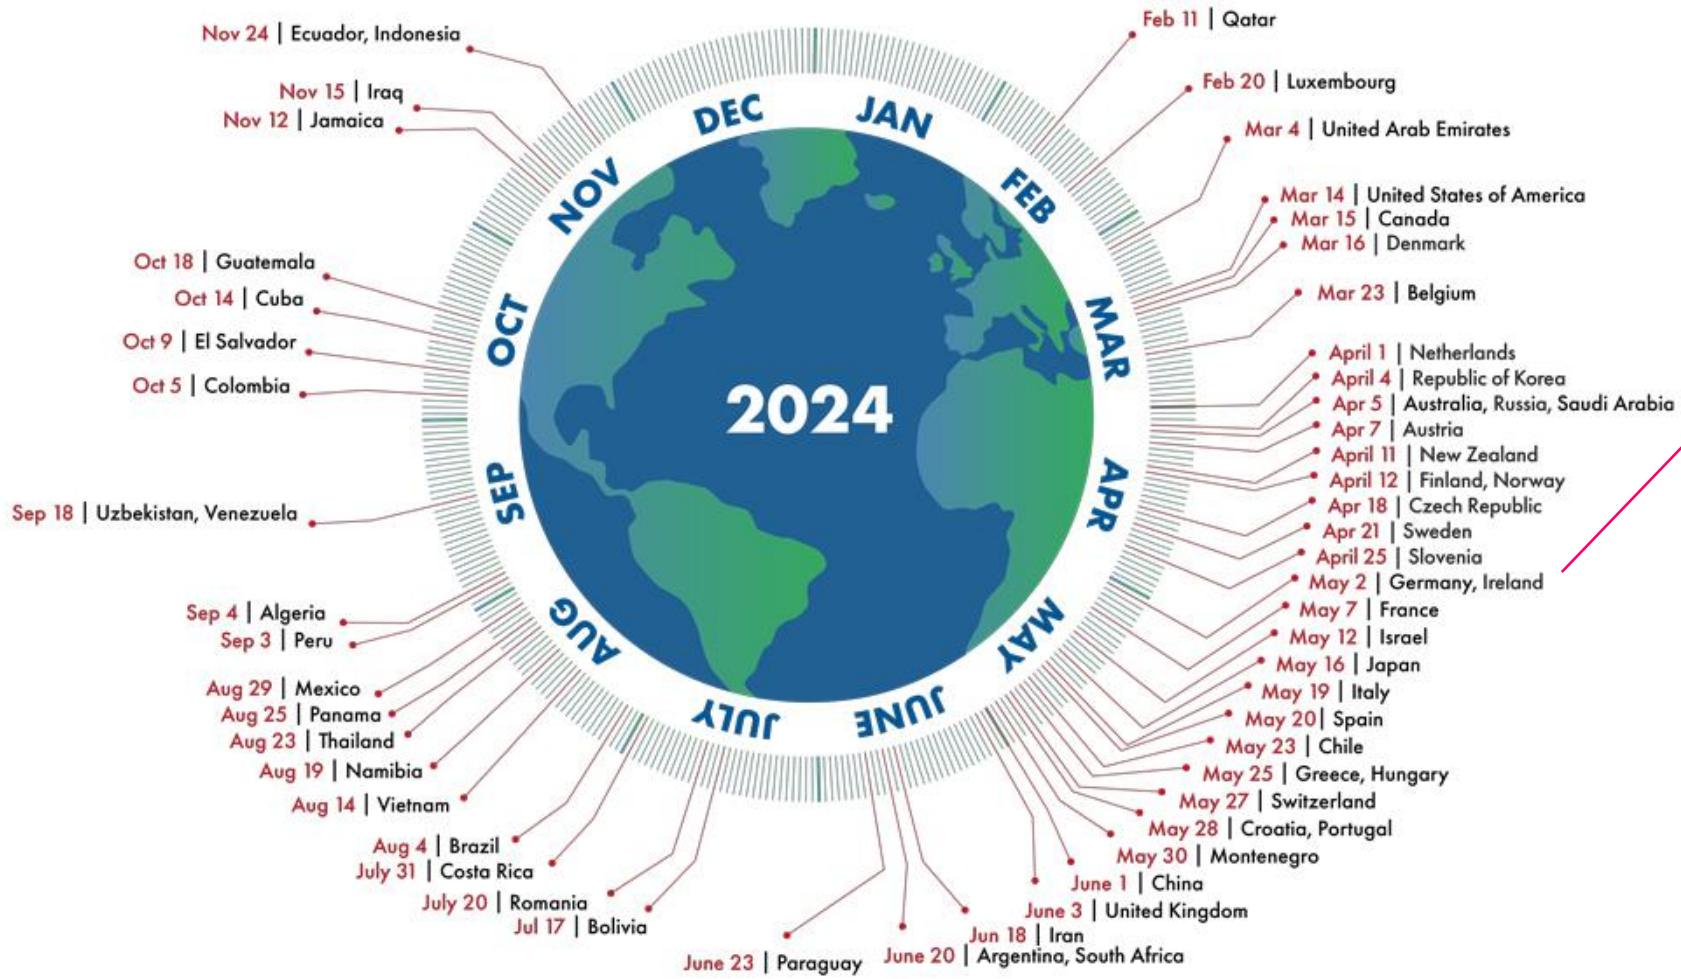 Feb 11 | Qatar
Feb 20 | Luxembourg
Mar 4 | United Arab Emirates
Mar 14 | United States of America
Mar 15 | Canada
Mar 16 | Denmark
Mar 23 | Belgium
April 1 | Netherlands
April 4 | Republic of Korea
Apr 5 | Australia, Russia, Saudi Arabia
Apr 7 | Austria
April 11 | New Zealand
April 12 | Finland, Norway
Apr 18 | Czech Republic
Apr 21 | Sweden
April 25 | Slovenia
May 2 | Germany, Ireland
May 7 | France
May 12 | Israel
May 16 | Japan
May 19 | Italy
May 20 | Spain
May 23 | Chile
May 25 | Greece, Hungary
May 27 | Switzerland
May 28 | Croatia, Portugal
May 30 | Montenegro
June 1 | China
June 3 | United Kingdom
Jun 18 | Iran
June 20 | Argentina, South Africa
June 23 | Paraguay
Jul 17 | Bolivia
July 20 | Romania
July 31 | Costa Rica
Aug 4 | Brazil
Aug 14 | Vietnam
Aug 19 | Namibia
Aug 23 | Thailand
Aug 25 | Panama
Aug 29 | Mexico
Sep 3 | Peru
Sep 4 | Algeria
Sep 18 | Uzbekistan, Venezuela
Oct 5 | Colombia
Oct 9 | El Salvador
Oct 14 | Cuba
Oct 18 | Guatemala
Nov 12 | Jamaica
Nov 15 | Iraq
Nov 24 | Ecuador, Indonesia
JAN
FEB
MAR
APR
MAY
JUNE
JULY
AUG
SEP
OCT
NOV
DEC
2024